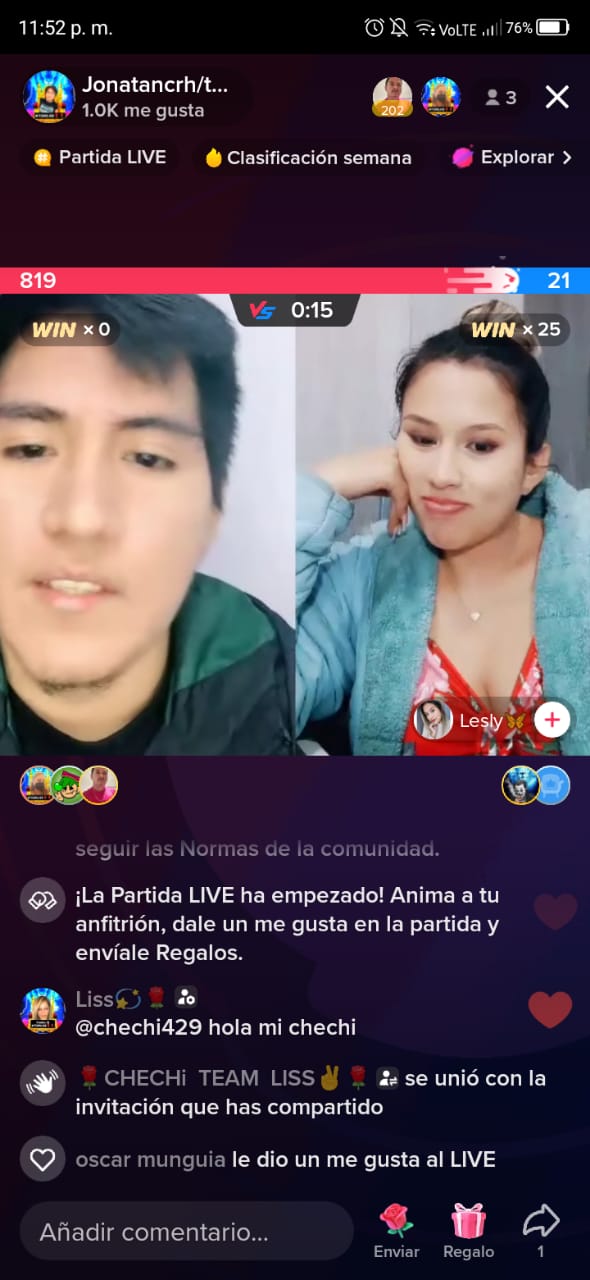 11:52 p. m.
VoLTE 76%
Jonatancrh/t...
1.0K me gusta
202
3
Partida LIVE
Clasificación semana
Explorar
819
21
VS 0:15
WIN × 0
WIN × 25
Lesly
seguir las Normas de la comunidad.
¡La Partida LIVE ha empezado! Anima a tu
anfitrión, dale un me gusta en la partida y
envíale Regalos.
Liss💫🌹
@chechi429 hola mi chechi
🌹CHECHi TEAM LISS✌🌹 se unió con la
invitación que has compartido
oscar munguia le dio un me gusta al LIVE
Añadir comentario...
Enviar
Regalo
1